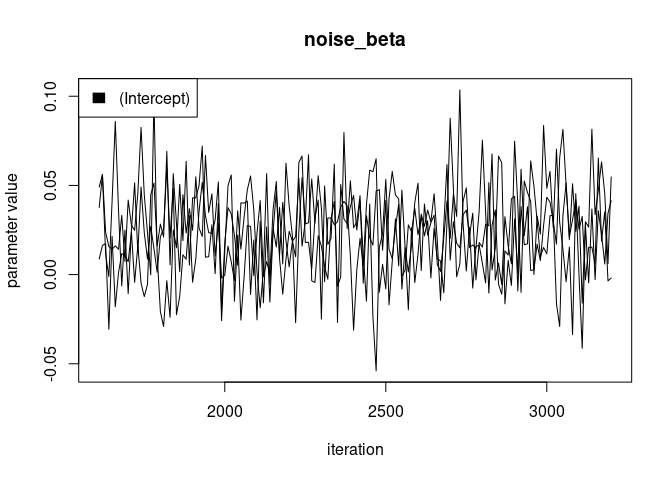 noise_beta
(Intercept)
parameter value
0.10
0.05
0.00
-0.05
2000
2500
3000
iteration